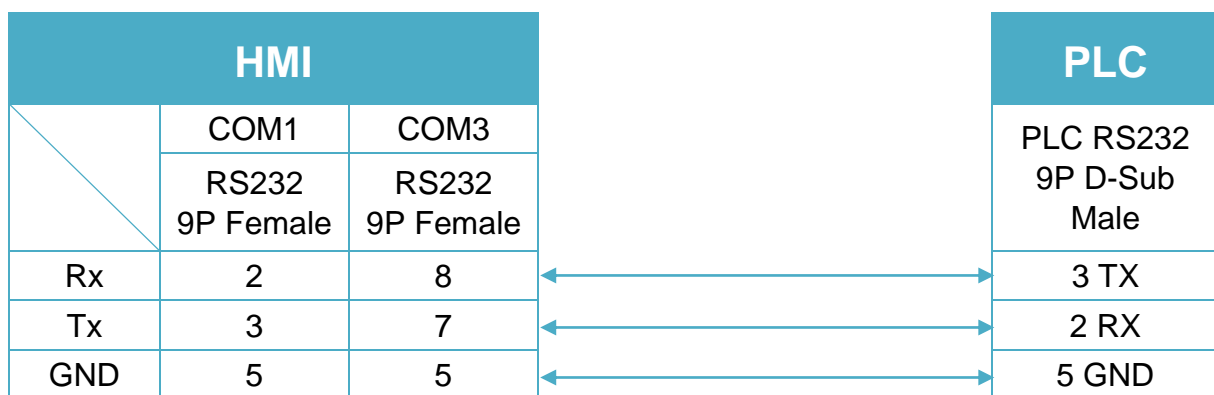 HMI PLC
COM1 COM3
RS232
9P Female
RS232
9P Female
PLC RS232
9P D-Sub
Male
Rx 2 8 3 TX
Tx 3 7 2 RX
GND 5 5 5 GND